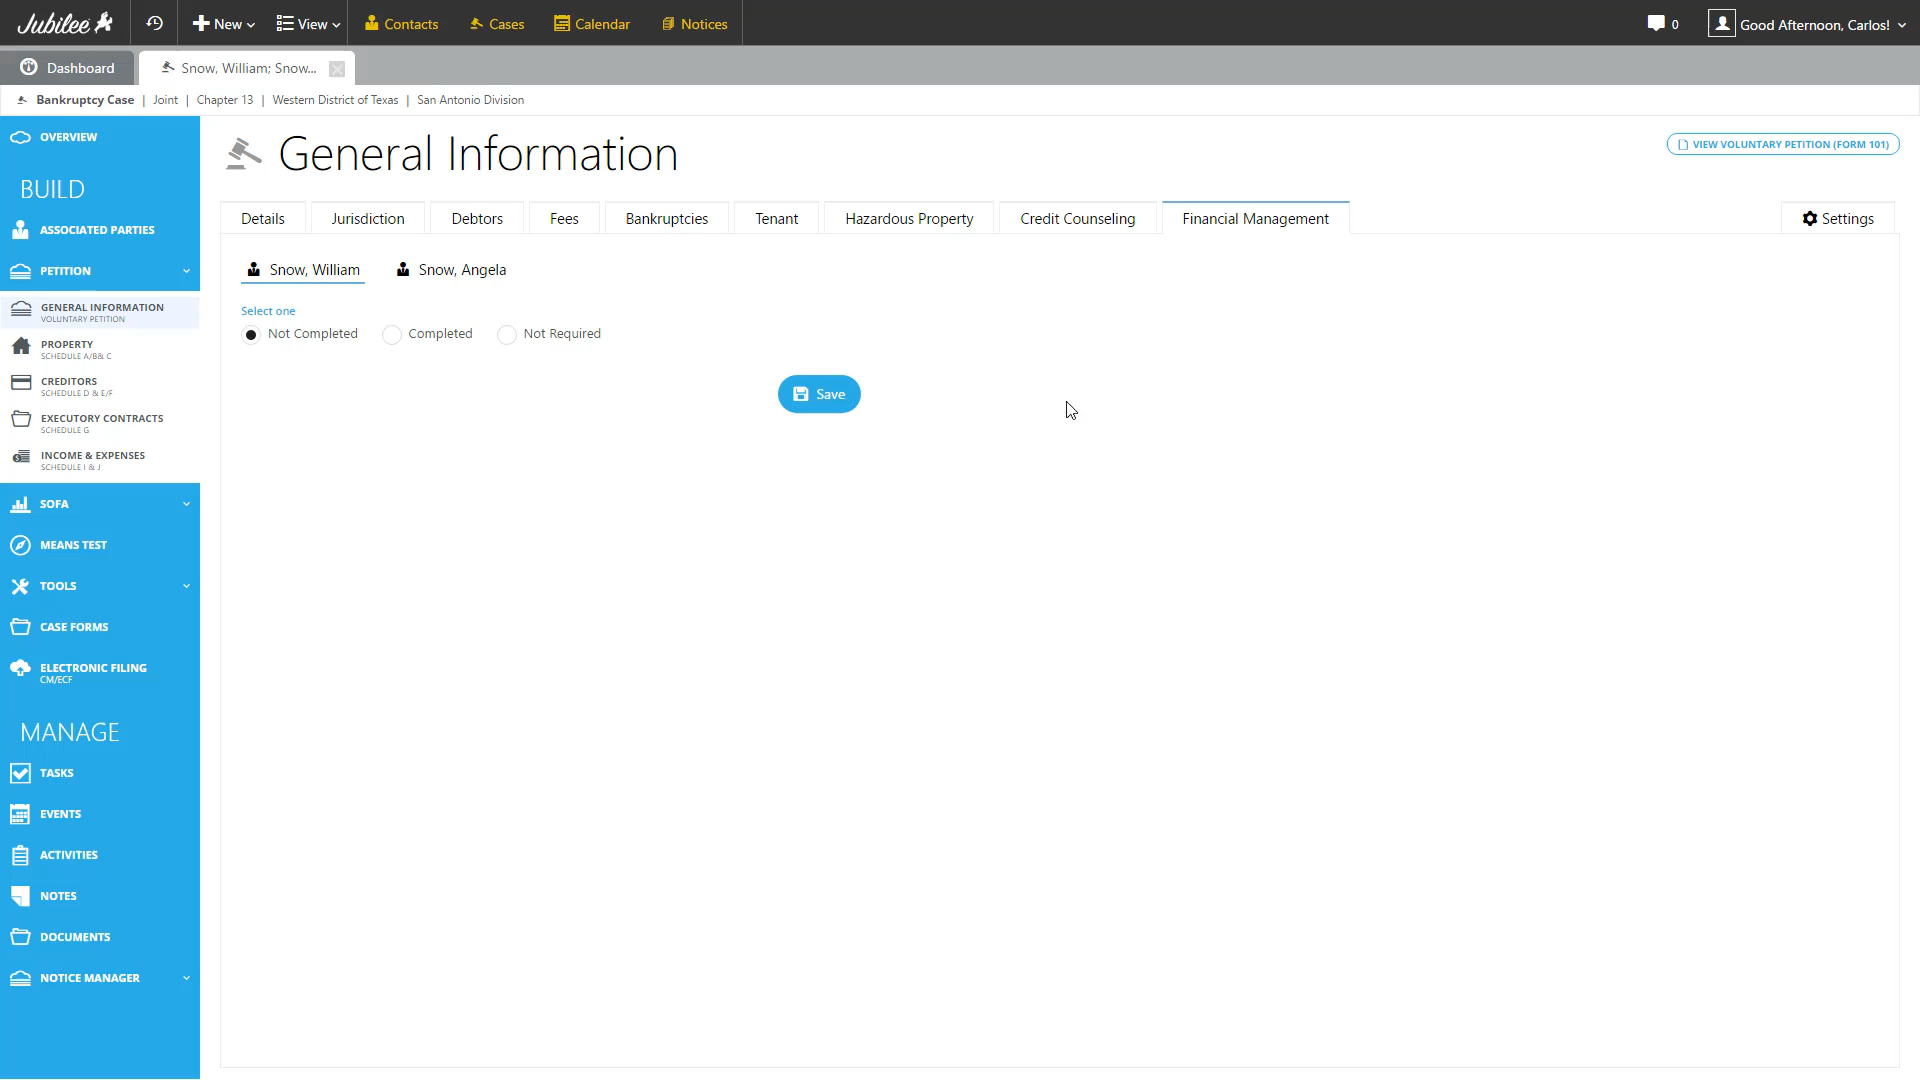 Jubilee
New
View
Contacts
Cases
Calendar
Notices
0
Good Afternoon, Carlos!
Dashboard
Snow, William; Snow...
Bankruptcy Case | Joint | Chapter 13 | Western District of Texas | San Antonio Division
OVERVIEW
BUILD
ASSOCIATED PARTIES
PETITION
GENERAL INFORMATION
VOLUNTARY PETITION
PROPERTY
SCHEDULE A/B& C
CREDITORS
SCHEDULE D & E/F
EXECUTORY CONTRACTS
SCHEDULE G
INCOME & EXPENSES
SCHEDULE I & J
SOFA
MEANS TEST
TOOLS
CASE FORMS
ELECTRONIC FILING
CM/ECF
MANAGE
TASKS
EVENTS
ACTIVITIES
NOTES
DOCUMENTS
NOTICE MANAGER
General Information
VIEW VOLUNTARY PETITION (FORM 101)
Details
Jurisdiction
Debtors
Fees
Bankruptcies
Tenant
Hazardous Property
Credit Counseling
Financial Management
Settings
Snow, William
Snow, Angela
Select one
Not Completed
Completed
Not Required
Save